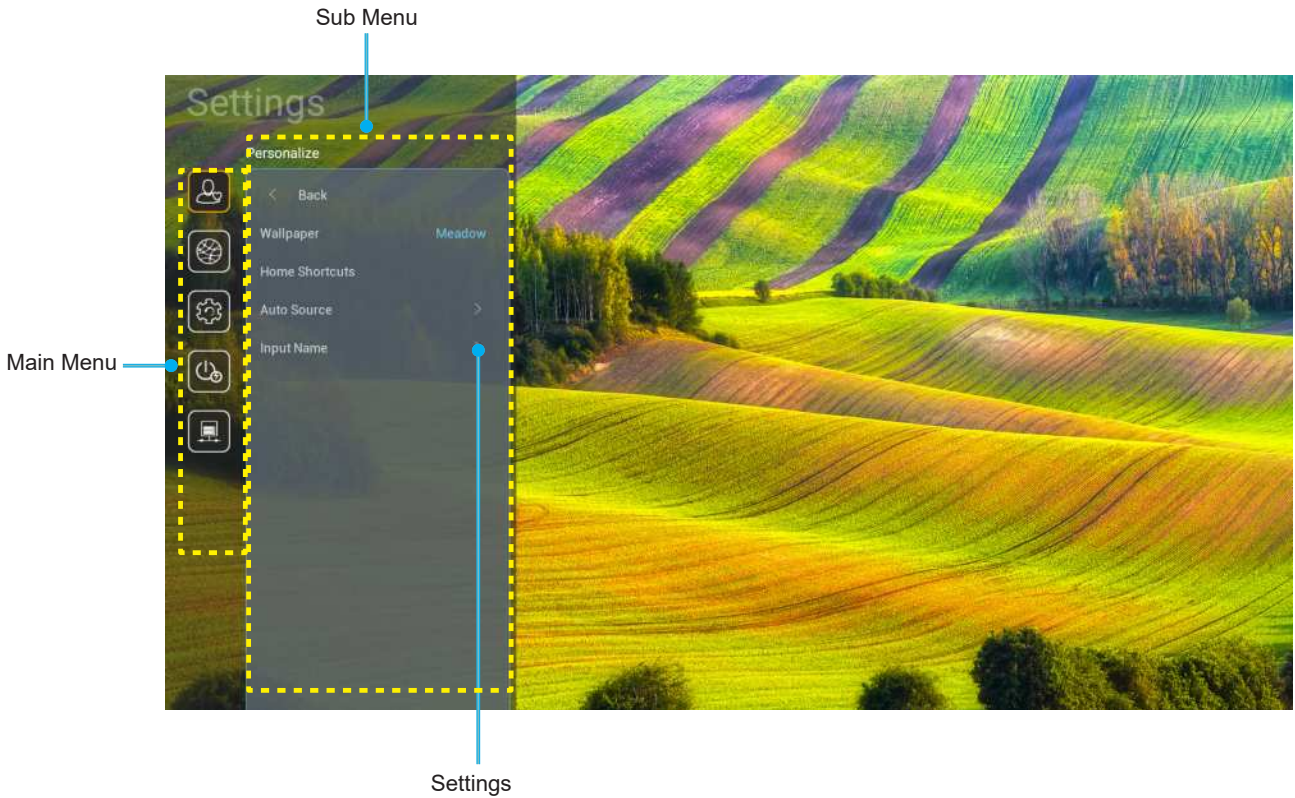 Sub Menu
Settings
Personalize
Back
Wallpaper Meadow
Home Shortcuts
Auto Source
Input Name
Main Menu
Settings